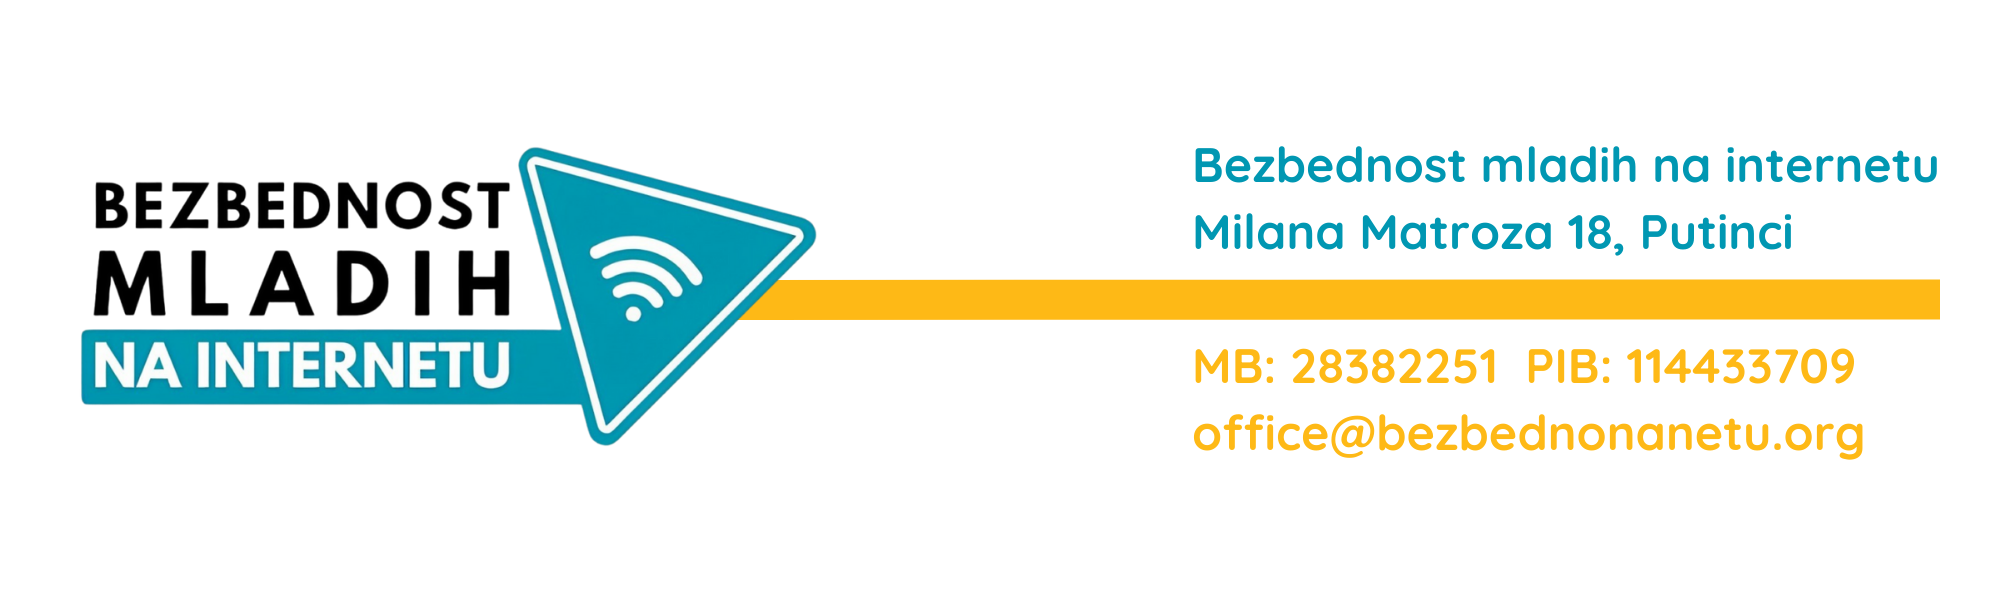 BEZBEDNOST
MLADIH
NA INTERNETU
Bezbednost mladih na internetu
Milana Matroza 18, Putinci
MB: 28382251 PIB: 114433709
office@bezbednonanetu.org